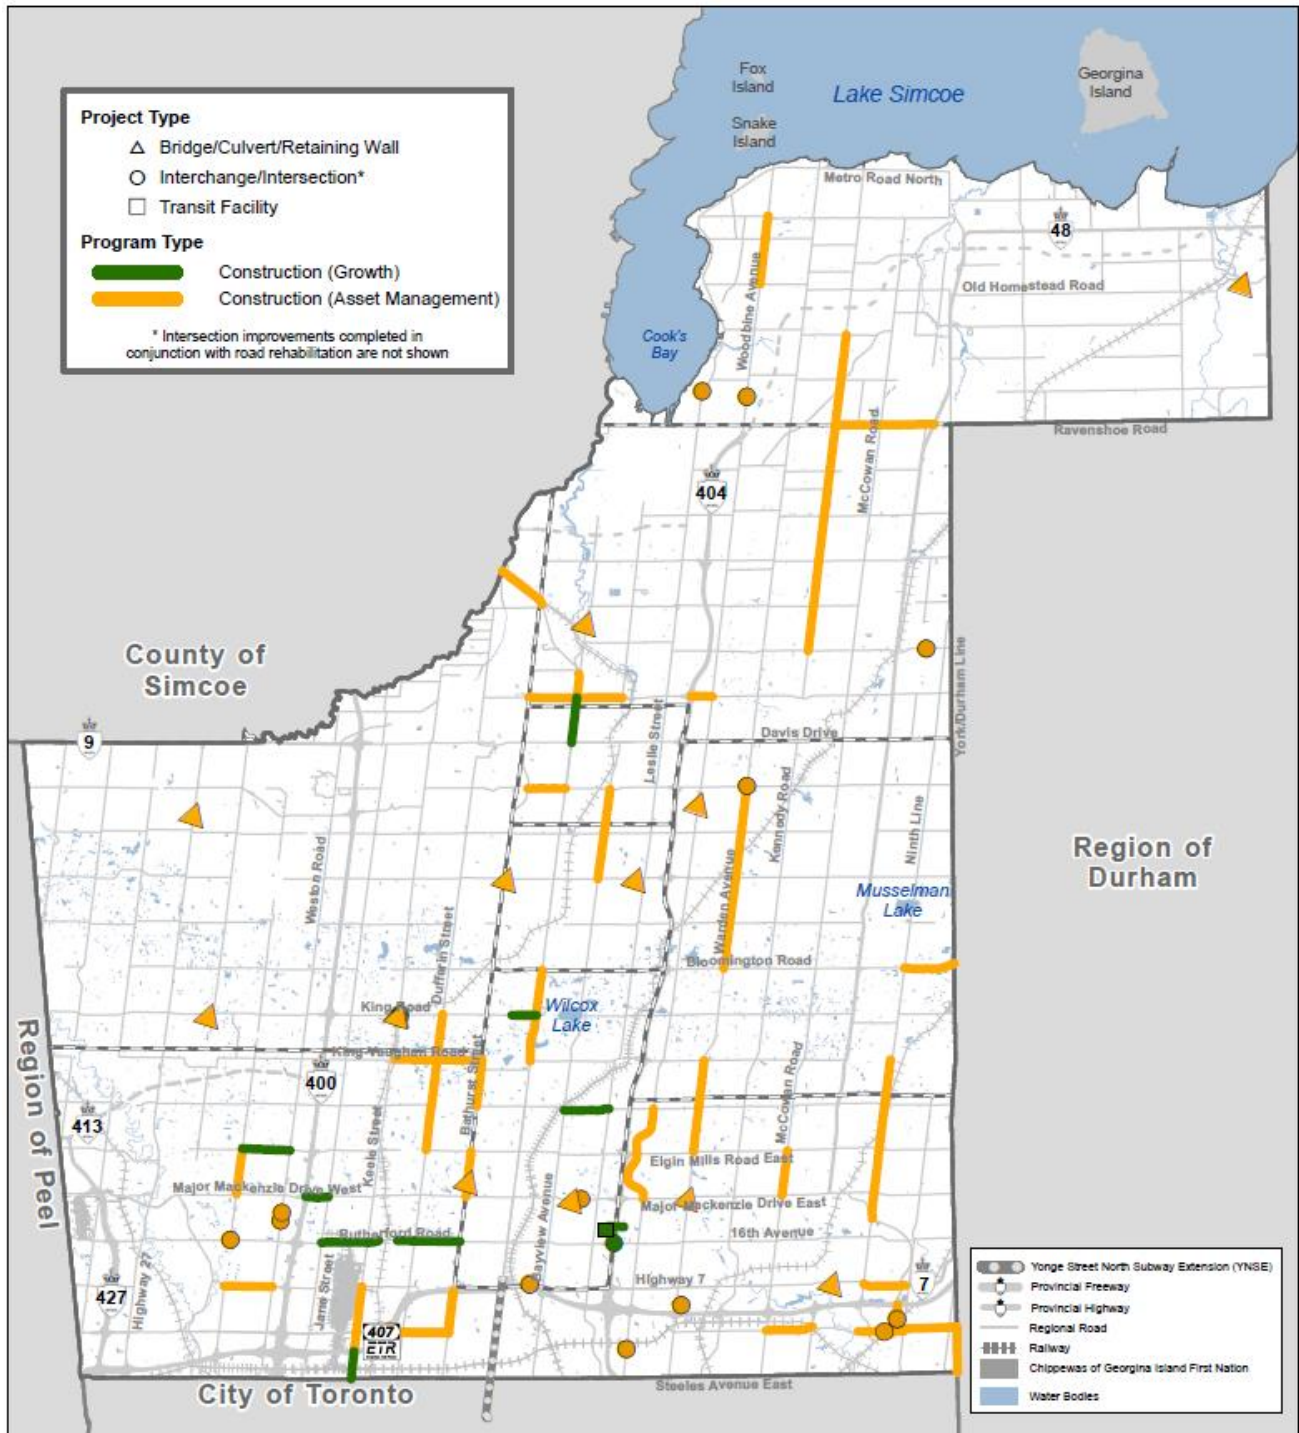 Fox
Island
Lake Simcoe
Georgina
Island
Snake
Island
Project Type
Bridge/Culvert/Retaining Wall
Interchange/Intersection*
Transit Facility
Program Type
Construction (Growth)
Construction (Asset Management)
* Intersection improvements completed in
conjunction with road rehabilitation are not shown
Metro Road North
48
Old Homestead Road
Woodbine Avenue
Cook's
Bay
Ravenshoe Road
McCowan Road
404
County of
Simcoe
York/Durham Line
9
Davis Drive
Leslie Street
Kennedy Road
Ninth Line
Warden Avenue
Weston Road
Region of
Durham
Musselman
Lake
Dufferin Street
Bloomington Road
King Road
Wilcox
Lake
Region of Peel
King-Vaughan Road
400
Bathurst Street
McCowan Road
413
Keele Street
Elgin Mills Road East
Major Mackenzie Drive West
Major Mackenzie Drive East
Bayview Avenue
Rutherford Road
16th Avenue
Highway 27
Jane Street
Highway 7
7
427
407
ETR
City of Toronto
Steeles Avenue East
Yonge Street North Subway Extension (YNSE)
Provincial Freeway
Provincial Highway
Regional Road
Railway
Chippewas of Georgina Island First Nation
Water Bodies